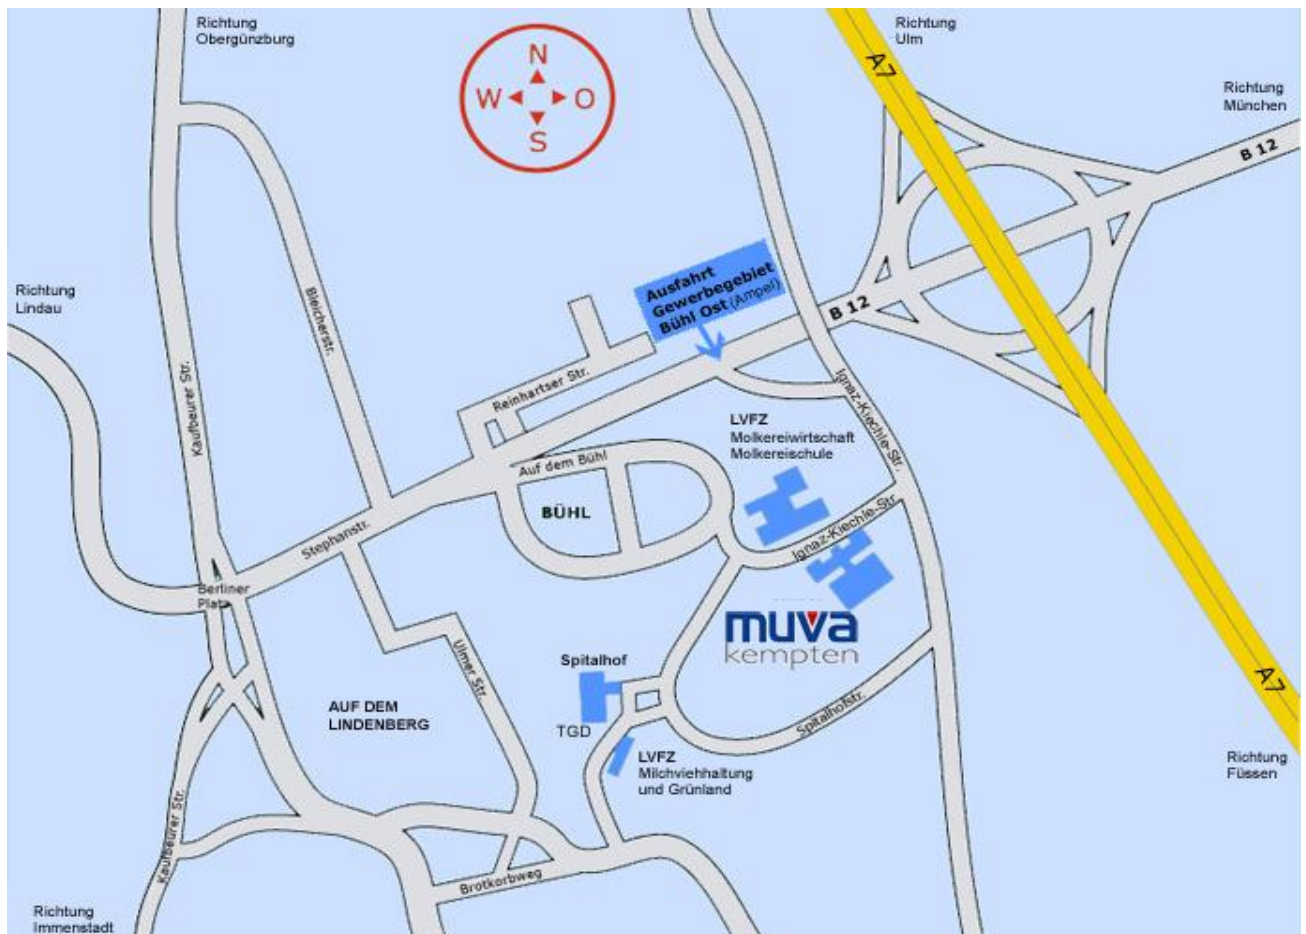 Richtung
Obergünzburg
Richtung
Ulm
A7
N
W
O
S
Richtung
München
B 12
Richtung
Lindau
Bleicherstr.
Kaufbeurer Str.
Ausfahrt
Gewerbegebiet
Bühl Ost (Ampel)
B 12
Reinhartser Str.
Ignaz-Kiechle-Str.
LVFZ
Molkereiwirtschaft
Molkereischule
Auf dem Bühl
BÜHL
Stephanstr.
Ignaz-Kiechle-Str.
Berliner
Platz
muva
kempten
Ulmer Str.
Spitalhof
AUF DEM
LINDENBERG
TGD
Spitalhofstr.
A7
LVFZ
Milchviehhaltung
und Grünland
Richtung
Füssen
Kaufbeurer Str.
Brotkorbweg
Richtung
Immenstadt